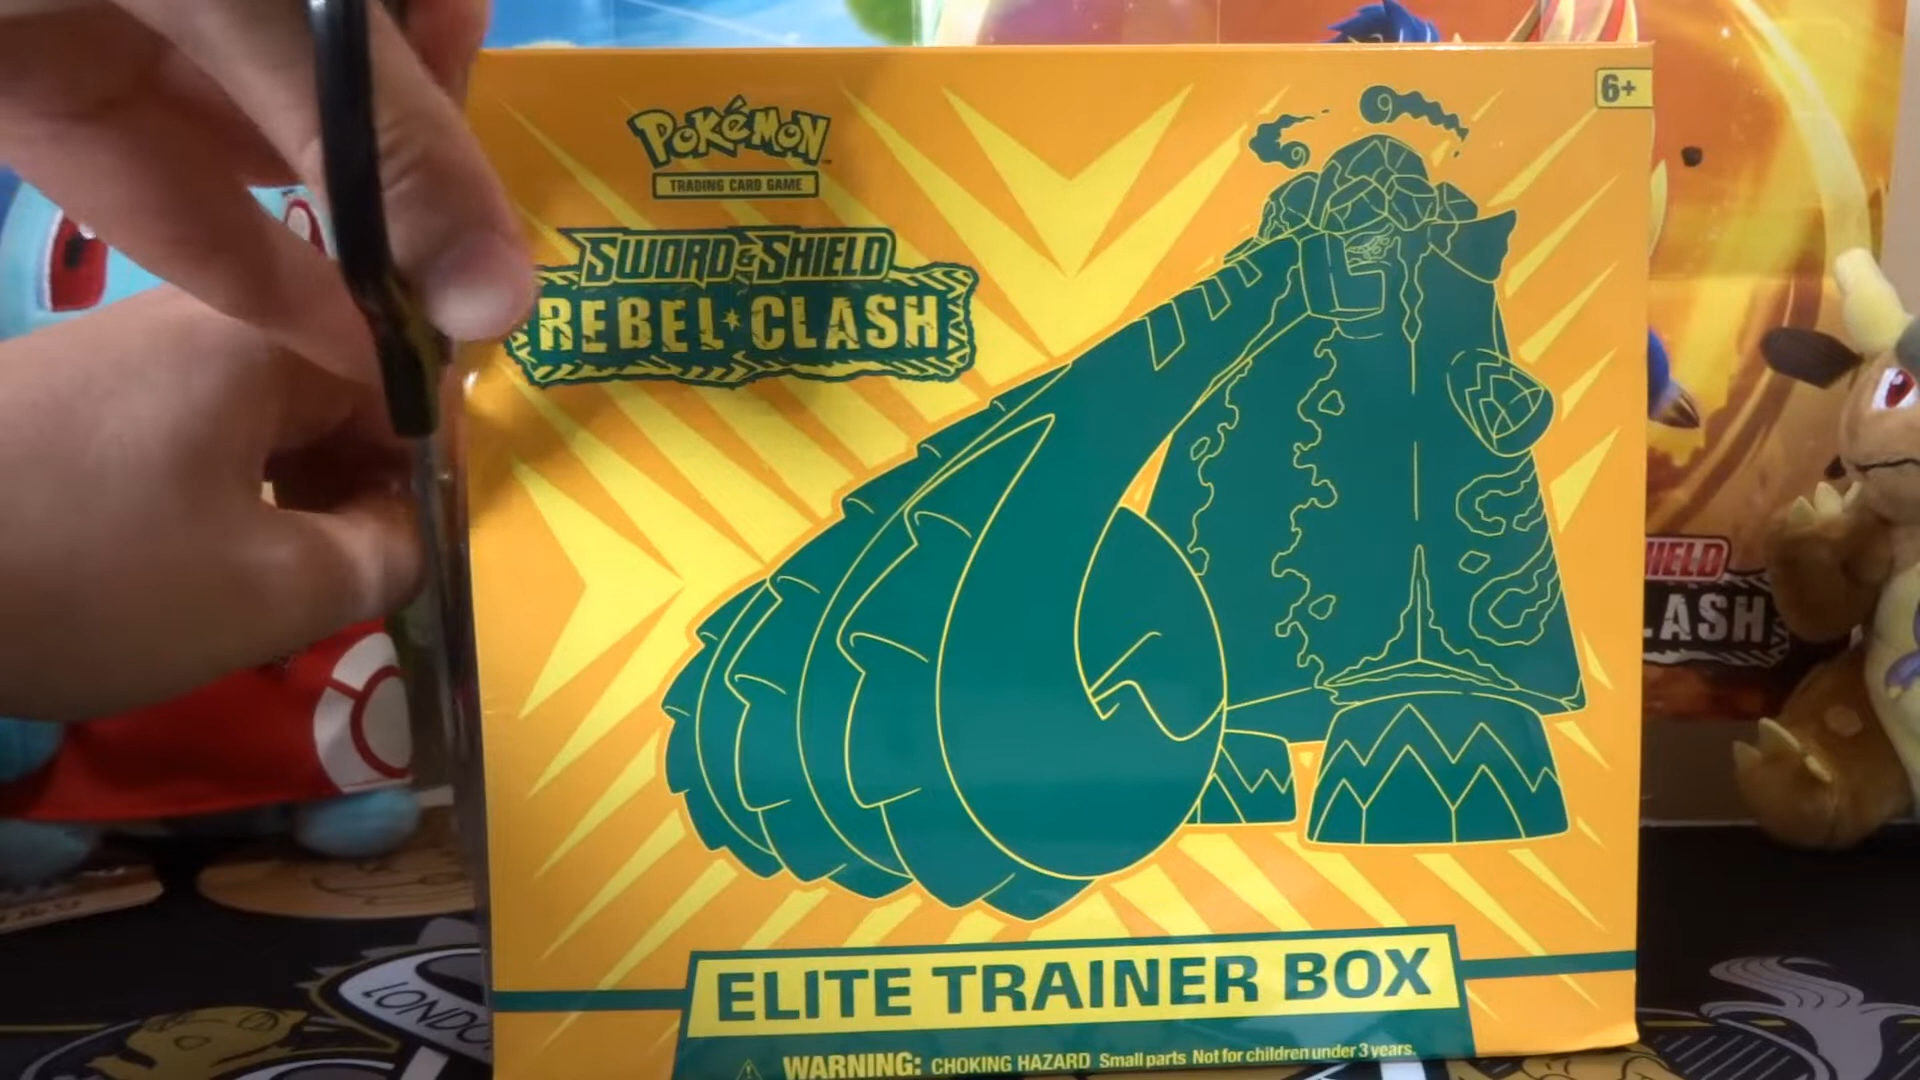 6+
POKéMON
TRADING CARD GAME
SWORD & SHIELD
REBEL CLASH
HIELD
LASH
LONDO
ELITE TRAINER BOX
WARNING: CHOKING HAZARD Small parts Not for children under 3 years.